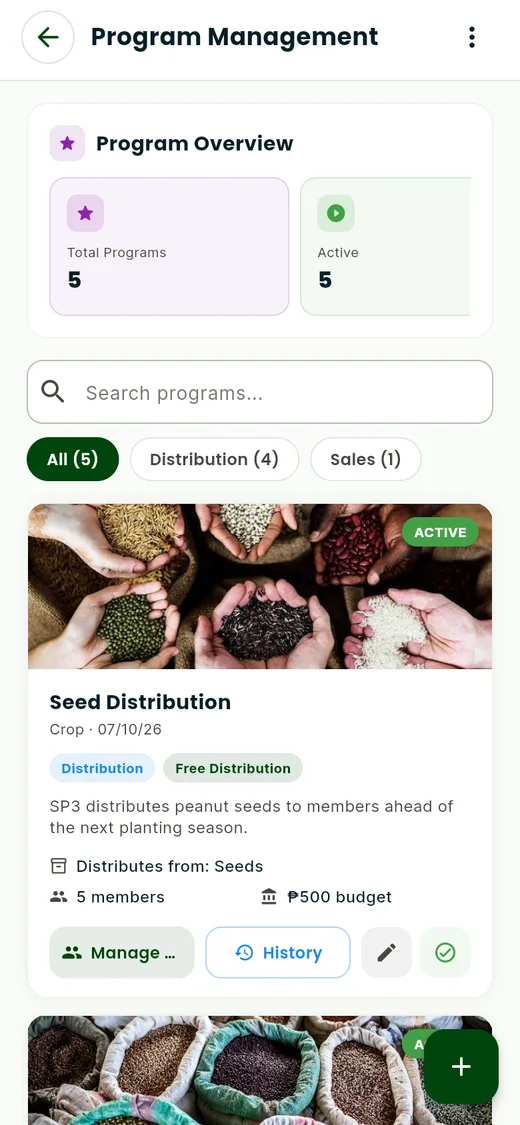 Program Management
Program Overview
Total Programs
5
Active
5
Search programs...
All (5)
Distribution (4)
Sales (1)
ACTIVE
Seed Distribution
Crop · 07/10/26
Distribution
Free Distribution
SP3 distributes peanut seeds to members ahead of
the next planting season.
Distributes from: Seeds
5 members
₱500 budget
Manage ...
History